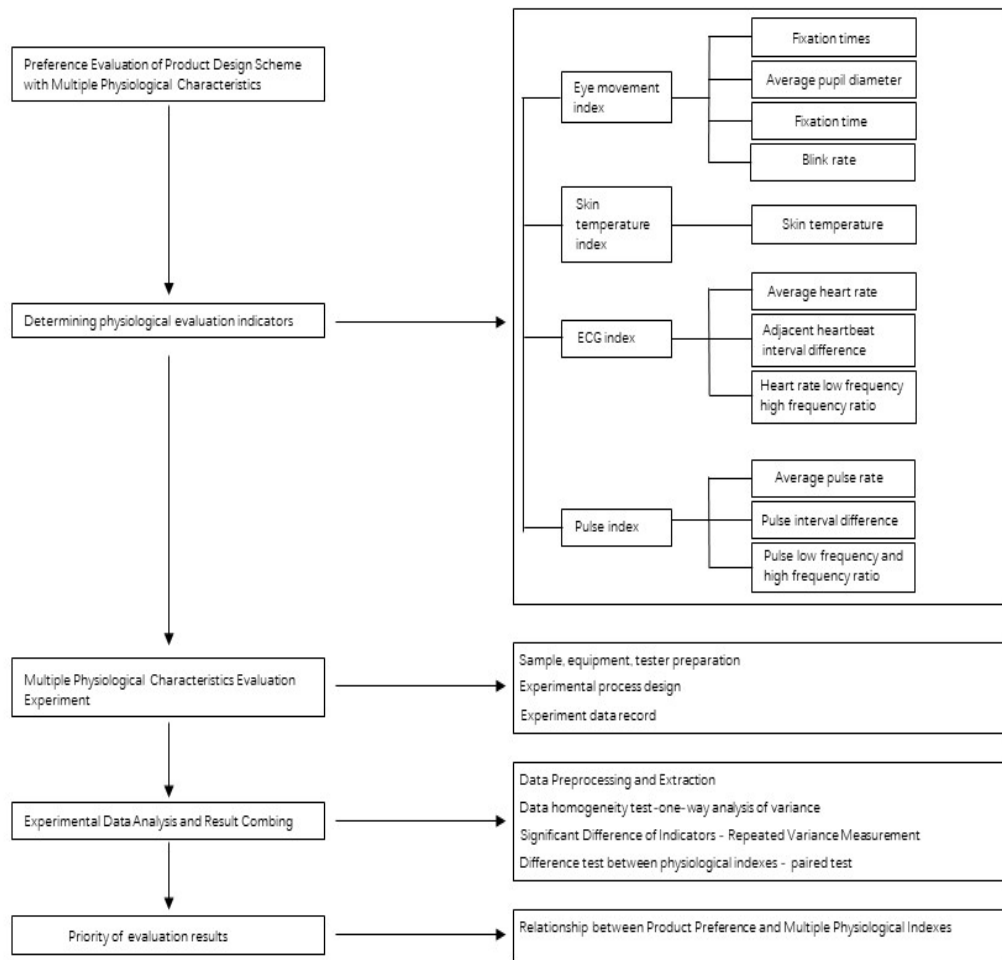 Preference Evaluation of Product Design Scheme
with Multiple Physiological Characteristics
Determining physiological evaluation indicators
Eye movement
index
Fixation times
Average pupil diameter
Fixation time
Blink rate
Skin
temperature
index
Skin temperature
ECG index
Average heart rate
Adjacent heartbeat
interval difference
Heart rate low frequency
high frequency ratio
Pulse index
Average pulse rate
Pulse interval difference
Pulse low frequency and
high frequency ratio
Multiple Physiological Characteristics Evaluation
Experiment
Sample, equipment, tester preparation
Experimental process design
Experiment data record
Experimental Data Analysis and Result Combing
Data Preprocessing and Extraction
Data homogeneity test-one-way analysis of variance
Significant Difference of Indicators - Repeated Variance Measurement
Difference test between physiological indexes - paired test
Priority of evaluation results
Relationship between Product Preference and Multiple Physiological Indexes